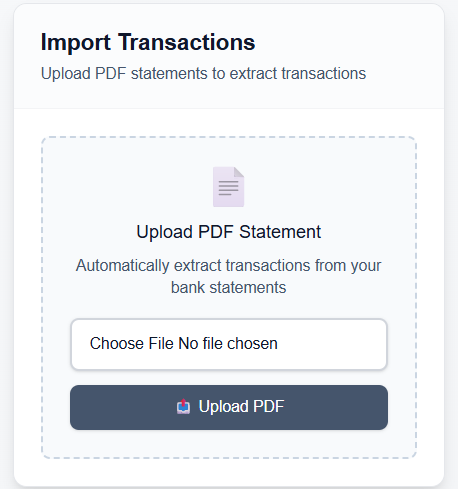 Import Transactions
Upload PDF statements to extract transactions
Upload PDF Statement
Automatically extract transactions from your
bank statements
Choose File No file chosen
Upload PDF